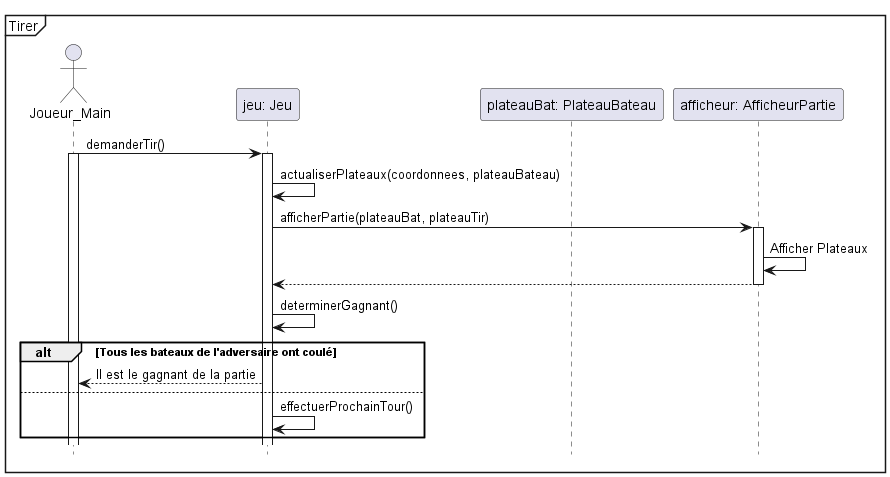 Tirer
Joueur_Main
jeu: Jeu
plateauBat: PlateauBateau
afficheur: AfficheurPartie
demanderTir()
actualiserPlateaux(coordonnees, plateauBateau)
afficherPartie(plateauBat, plateauTir)
Afficher Plateaux
determinerGagnant()
alt
[Tous les bateaux de l'adversaire ont coulé]
Il est le gagnant de la partie
effectuerProchainTour()